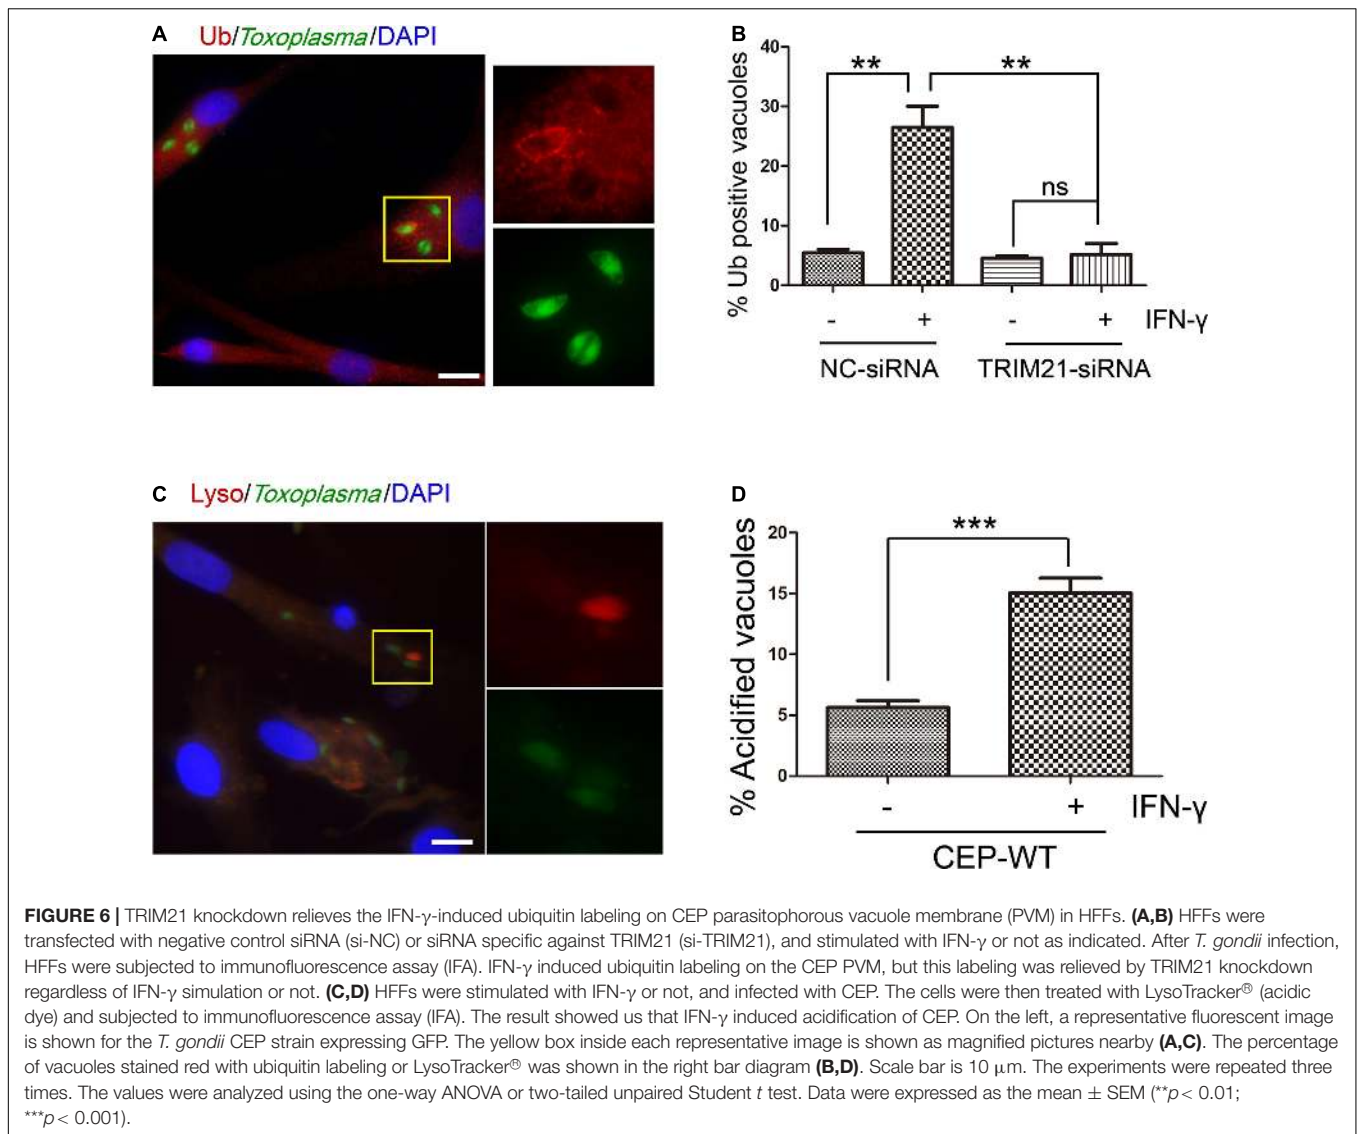 A Ub/Toxoplasma/DAPI
B
% Ub positive vacuoles
40
30
20
10
0
**
**
ns
- + - + IFN-γ
NC-siRNA TRIM21-siRNA
C Lyso/Toxoplasma/DAPI
D
% Acidified vacuoles
20
15
10
5
0
***
- + IFN-γ
CEP-WT
FIGURE 6 | TRIM21 knockdown relieves the IFN-γ-induced ubiquitin labeling on CEP parasitophorous vacuole membrane (PVM) in HFFs. (A,B) HFFs were
transfected with negative control siRNA (si-NC) or siRNA specific against TRIM21 (si-TRIM21), and stimulated with IFN-γ or not as indicated. After T. gondii infection,
HFFs were subjected to immunofluorescence assay (IFA). IFN-γ induced ubiquitin labeling on the CEP PVM, but this labeling was relieved by TRIM21 knockdown
regardless of IFN-γ simulation or not. (C,D) HFFs were stimulated with IFN-γ or not, and infected with CEP. The cells were then treated with LysoTracker® (acidic
dye) and subjected to immunofluorescence assay (IFA). The result showed us that IFN-γ induced acidification of CEP. On the left, a representative fluorescent image
is shown for the T. gondii CEP strain expressing GFP. The yellow box inside each representative image is shown as magnified pictures nearby (A,C). The percentage
of vacuoles stained red with ubiquitin labeling or LysoTracker® was shown in the right bar diagram (B,D). Scale bar is 10 μm. The experiments were repeated three
times. The values were analyzed using the one-way ANOVA or two-tailed unpaired Student t test. Data were expressed as the mean ± SEM (**p< 0.01;
***p< 0.001).